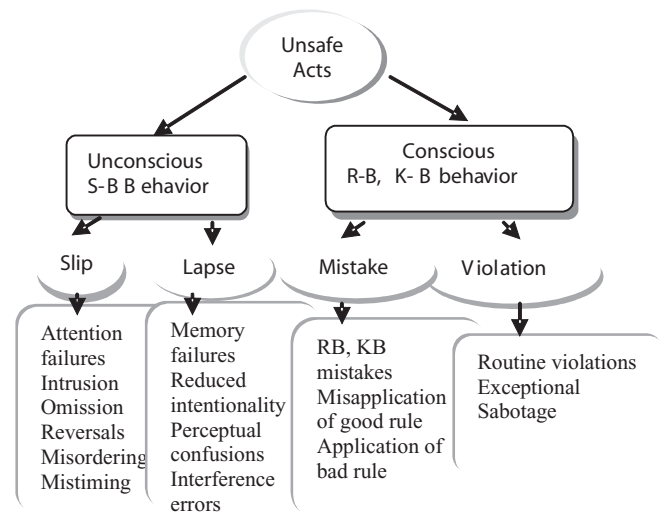 Unsafe
Acts
Unconscious
S-B B ehavior
Conscious
R-B, K- B behavior
Slip
Lapse
Mistake
Violation
Attention
failures
Intrusion
Omission
Reversals
Misordering
Mistiming
Memory
failures
Reduced
intentionality
Perceptual
confusions
Interference
errors
RB, KB
mistakes
Misapplication
of good rule
Application of
bad rule
Routine violations
Exceptional
Sabotage